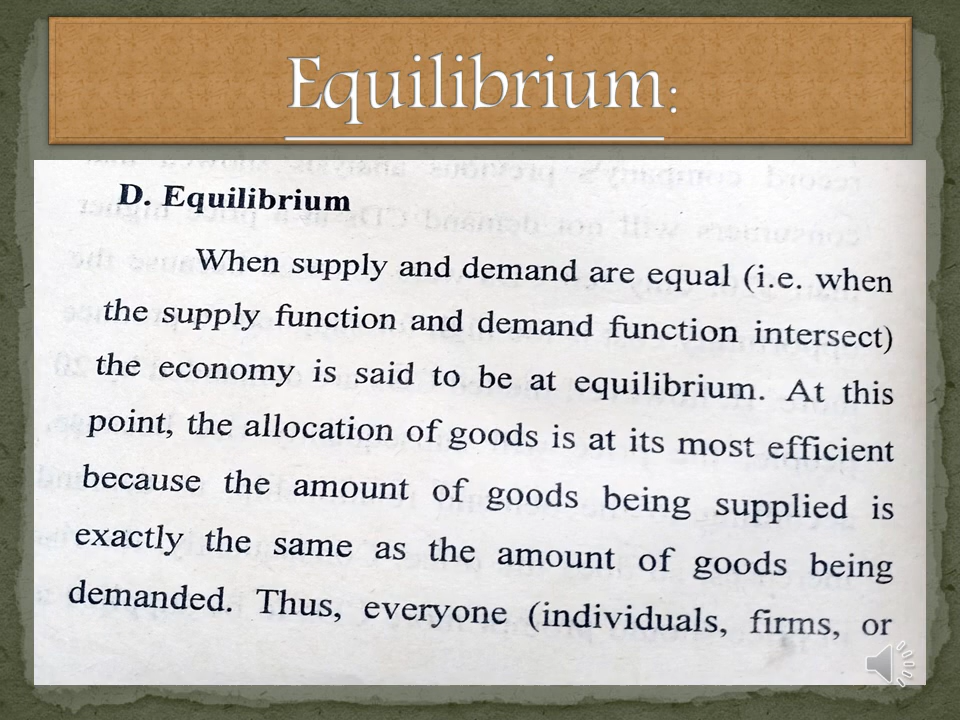 Equilibrium:
D. Equilibrium
When supply and demand are equal (i.e. when
the supply function and demand function intersect)
the economy is said to be at equilibrium. At this
point, the allocation of goods is at its most efficient
because the amount of goods being supplied is
exactly the same as the amount of goods being
demanded. Thus, everyone (individuals, firms, or